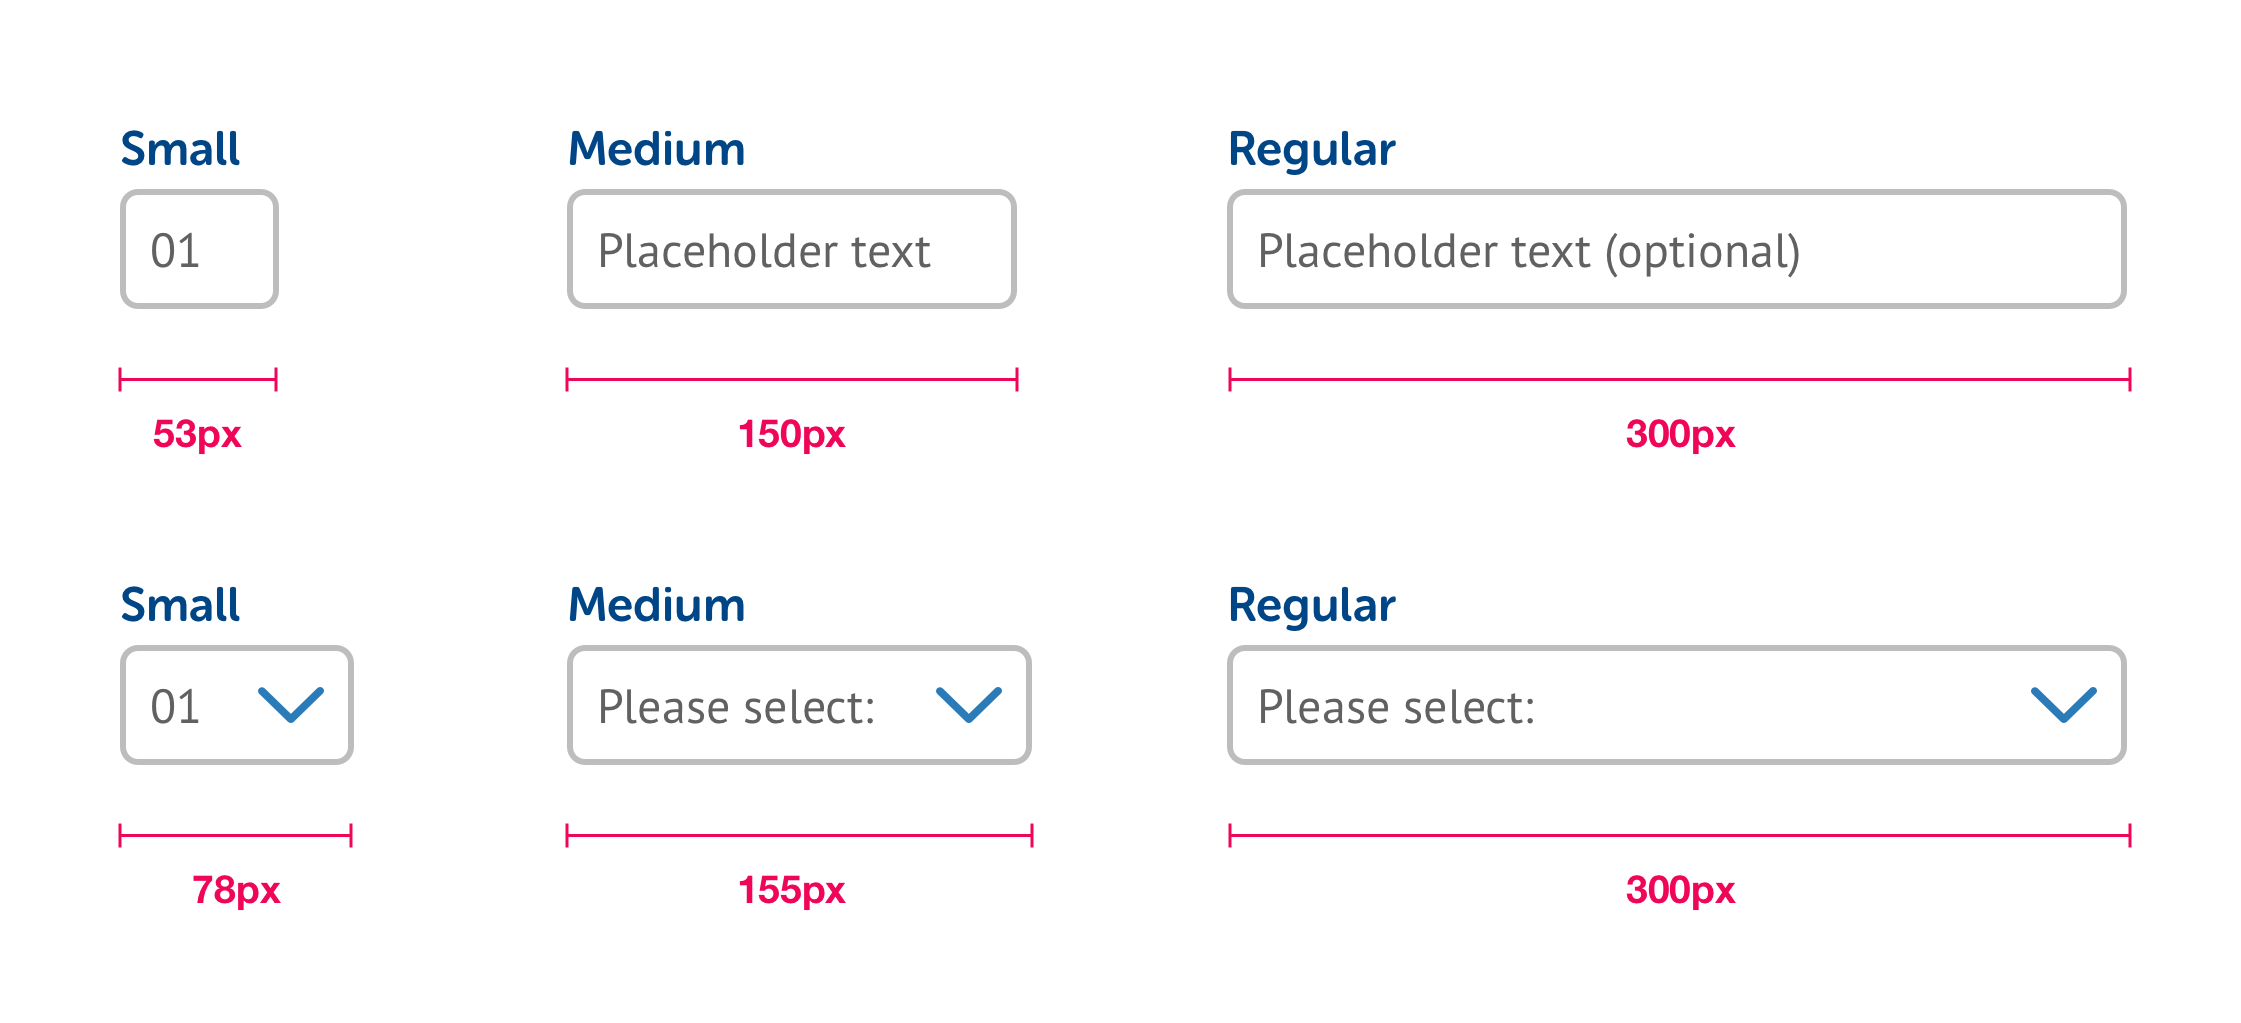 Small Medium Regular
01 Placeholder text Placeholder text (optional)
53px 150px 300px
Small Medium Regular
01 Please select: Please select:
78px 155px 300px